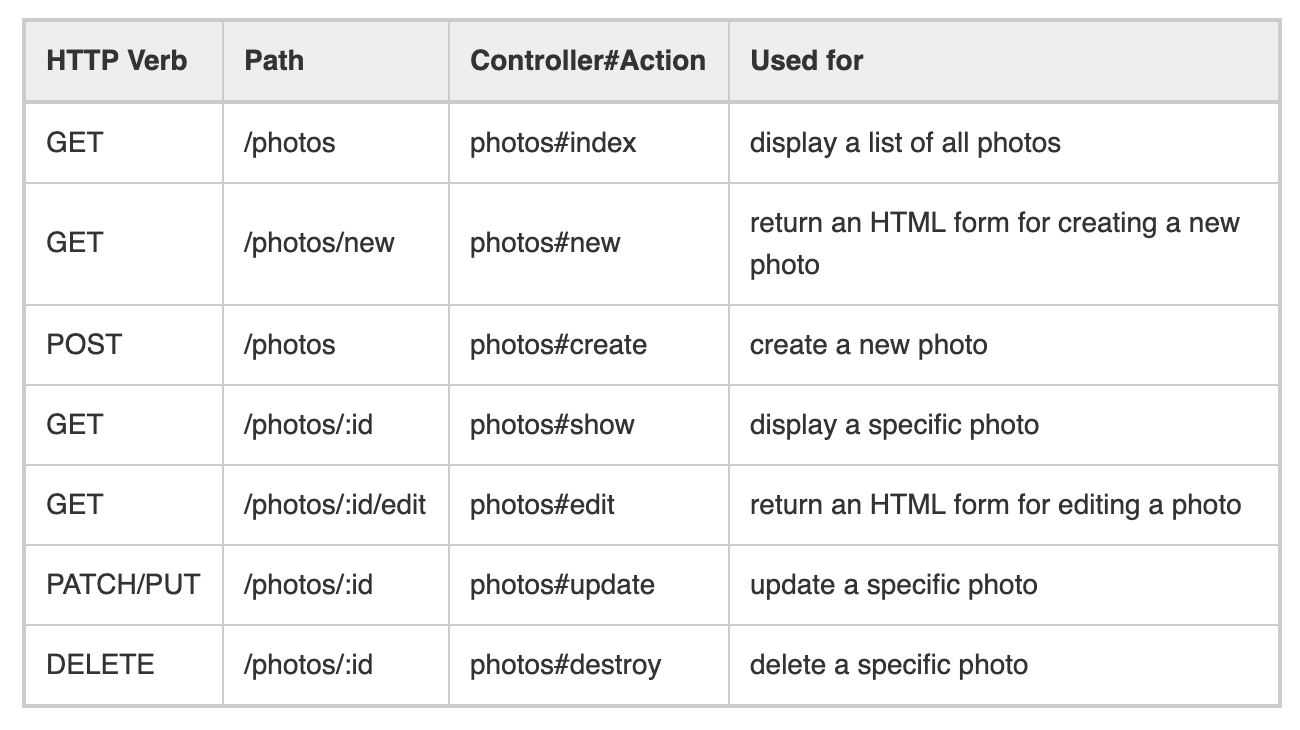 HTTP Verb Path Controller#Action Used for
GET /photos photos#index display a list of all photos
GET /photos/new photos#new return an HTML form for creating a new
photo
POST /photos photos#create create a new photo
GET /photos/:id photos#show display a specific photo
GET /photos/:id/edit photos#edit return an HTML form for editing a photo
PATCH/PUT /photos/:id photos#update update a specific photo
DELETE /photos/:id photos#destroy delete a specific photo